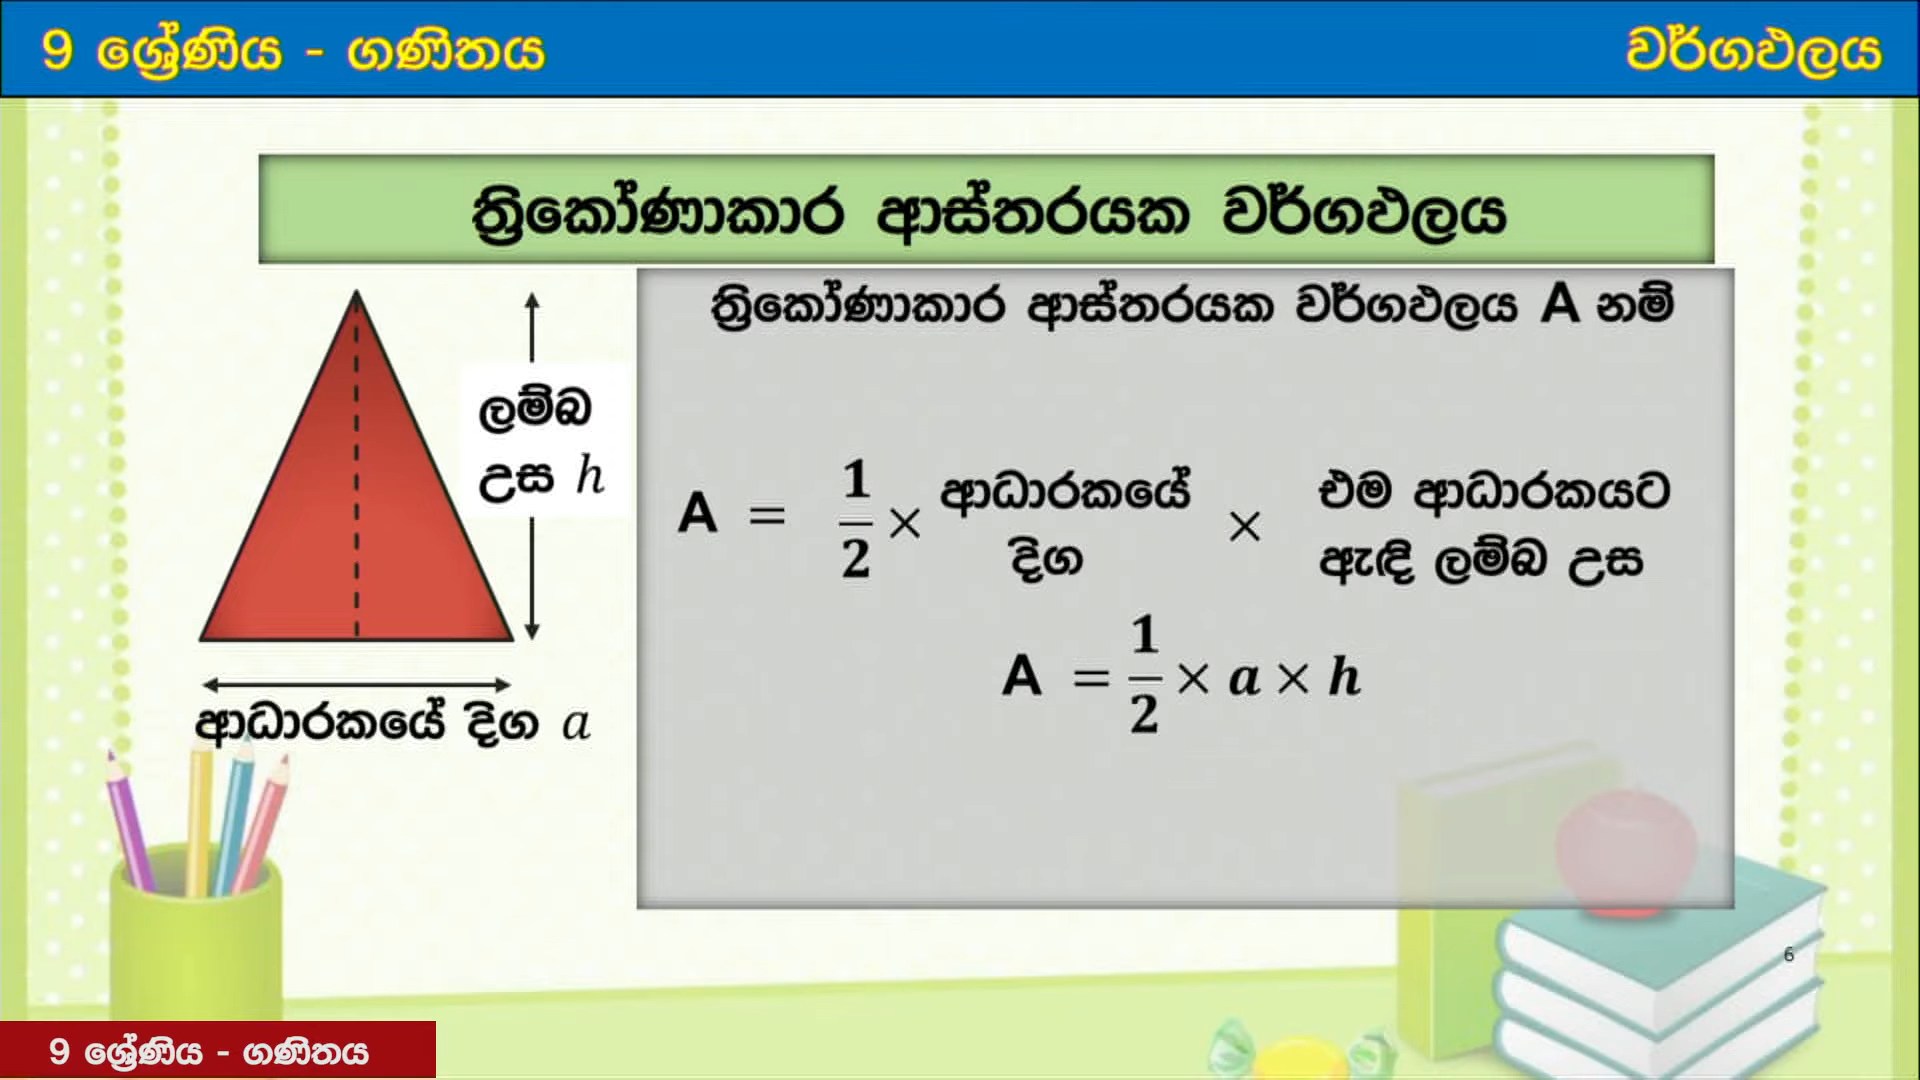 9 ශ්‍රේණිය - ගණිතය
වර්ගඵලය
ත්‍රිකෝණාකාර ආස්තරයක වර්ගඵලය
ලම්බ
උස h
ආධාරකයේ දිග a
ත්‍රිකෝණාකාර ආස්තරයක වර්ගඵලය A නම්
A = 1/2 × ආධාරකයේ දිග × එම ආධාරකයට ඇඳි ලම්බ උස
A = 1/2 × a × h
6
9 ශ්‍රේණිය - ගණිතය